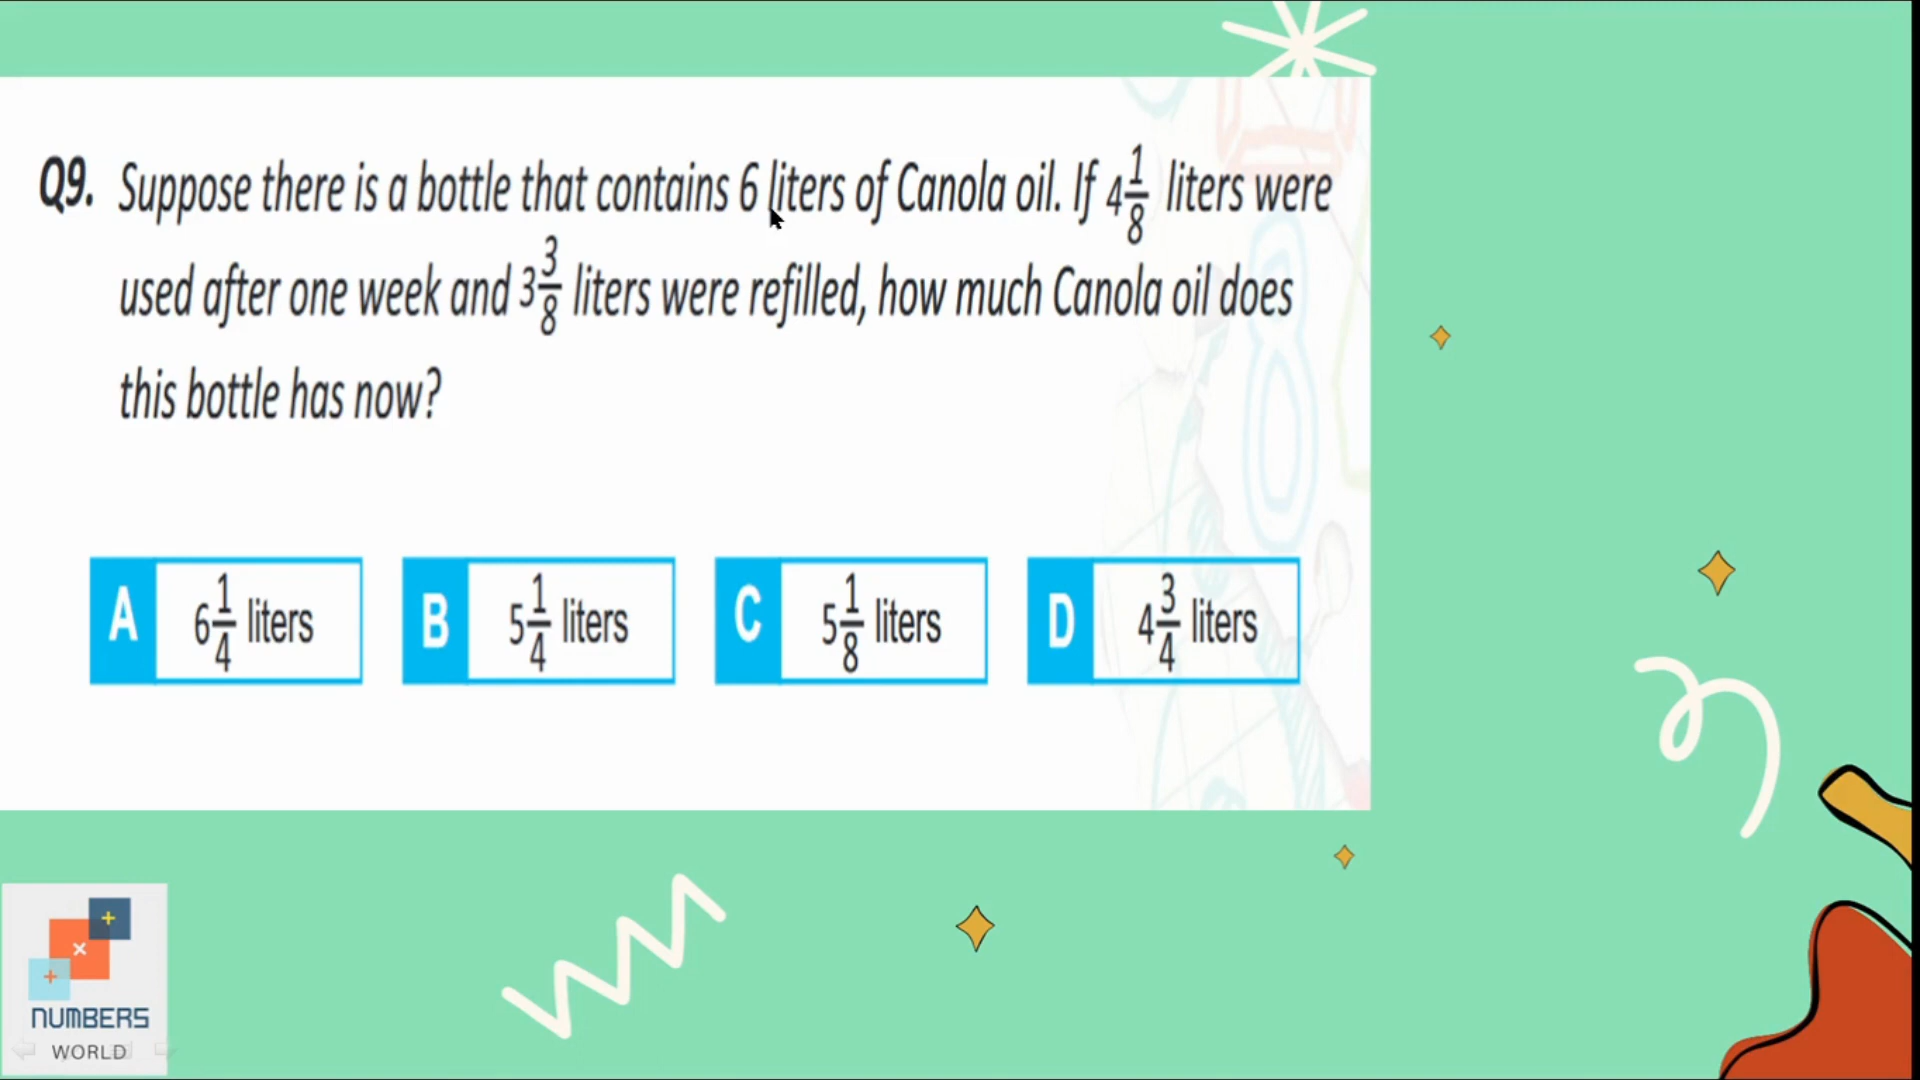 Q9. Suppose there is a bottle that contains 6 liters of Canola oil. If 4 1/8 liters were
used after one week and 3 3/8 liters were refilled, how much Canola oil does
this bottle has now?
A 6 1/4 liters B 5 1/4 liters C 5 1/8 liters D 4 3/4 liters
+
×
+
NUMBERS
WORLD